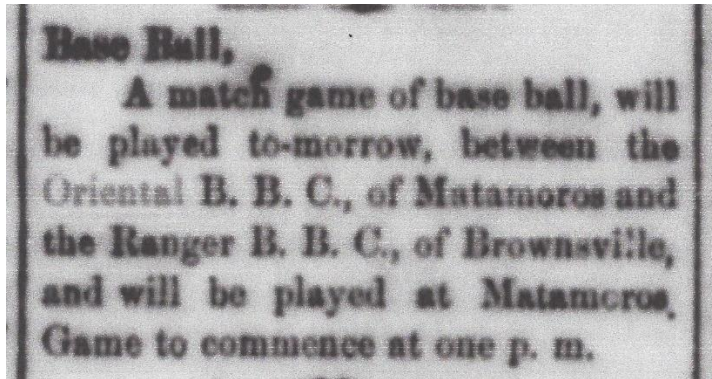 Base Ball,
A match game of base ball, will
be played to-morrow, between the
Oriental B. B. C., of Matamoros and
the Ranger B. B. C., of Brownsville,
and will be played at Matamoros.
Game to commence at one p. m.